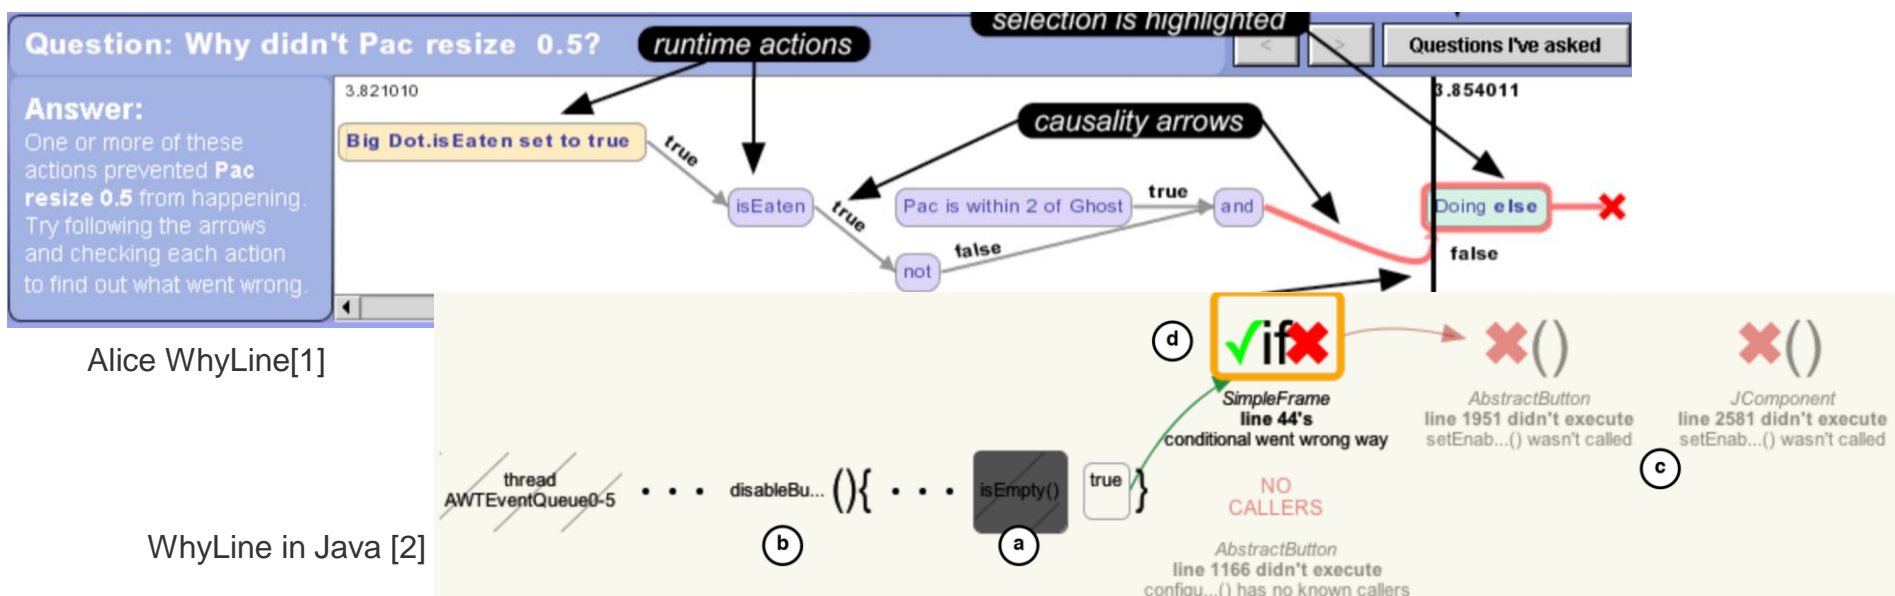 selection is highlighted
Question: Why didn't Pac resize 0.5?
runtime actions
<
>
Questions I've asked
Answer:
One or more of these
actions prevented Pac
resize 0.5 from happening.
Try following the arrows
and checking each action
to find out what went wrong.
3.821010
3.854011
Big Dot.isEaten set to true
true
isEaten
true
causality arrows
Pac is within 2 of Ghost
true
and
not
false
Doing else
false
Alice WhyLine[1]
d
if
()
()
SimpleFrame
line 44's
conditional went wrong way
AbstractButton
line 1951 didn't execute
setEnab...() wasn't called
JComponent
line 2581 didn't execute
setEnab...() wasn't called
c
thread
AWTEventQueue0-5
• • •
disableBu... (){
• • •
isEmpty()
true
}
NO
CALLERS
b
a
WhyLine in Java [2]
AbstractButton
line 1166 didn't execute
configu...() has no known callers